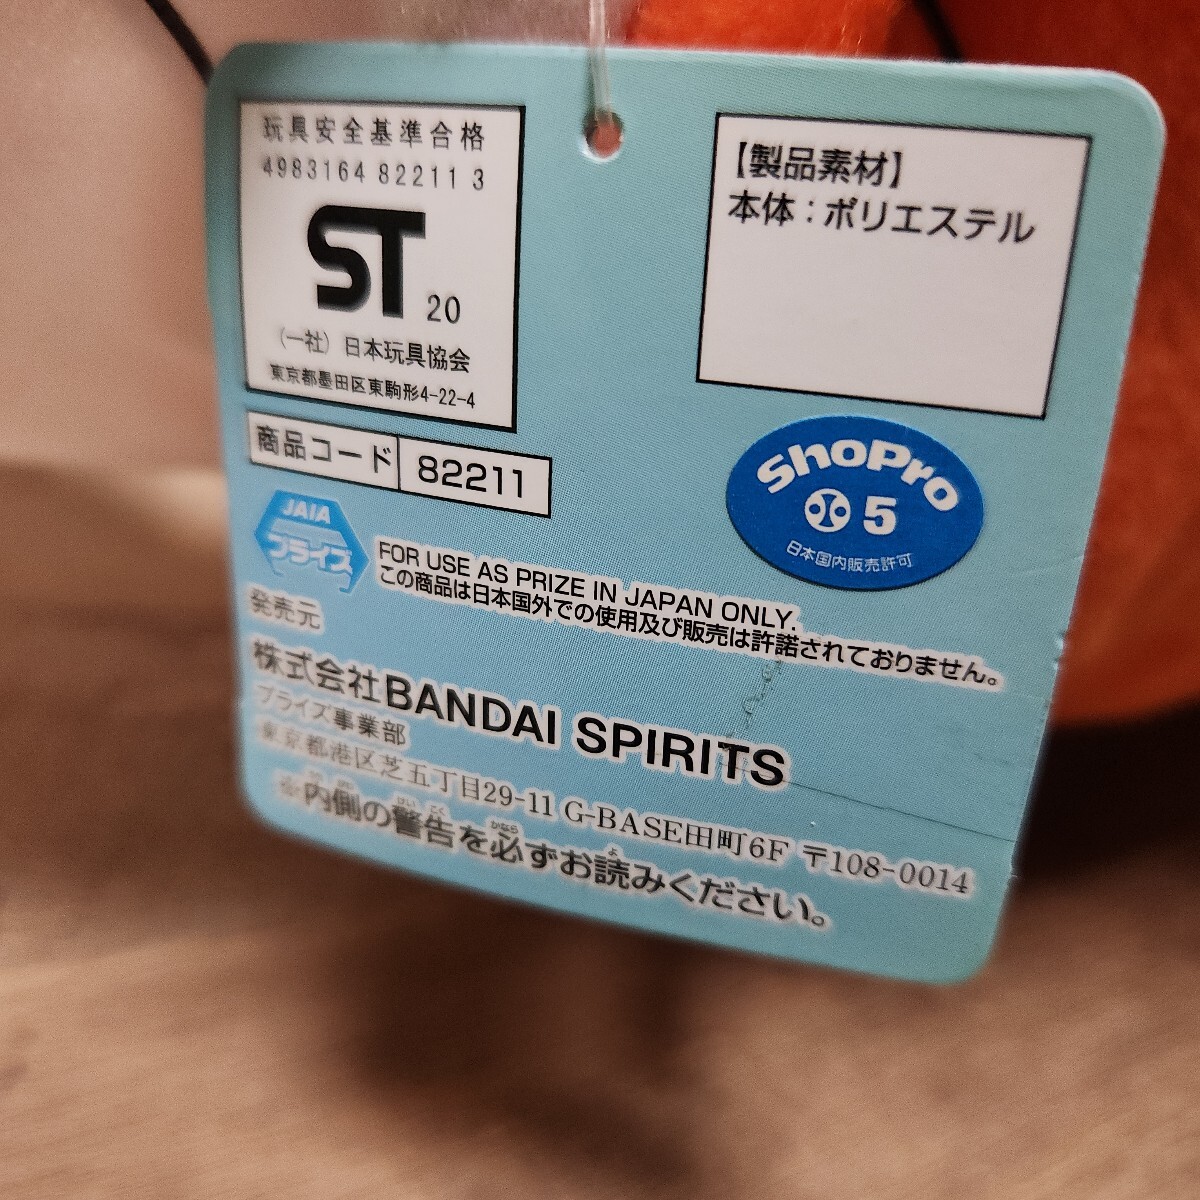 玩具安全基準合格
4983164 82211 3
ST 20
(一社)日本玩具協会
東京都墨田区東駒形4-22-4
【製品素材】
本体：ポリエステル
商品コード 82211
ShoPro
5
日本国内販売許可
JAIA
プライズ
FOR USE AS PRIZE IN JAPAN ONLY.
この商品は日本国外での使用及び販売は許諾されておりません。
発売元
株式会社BANDAI SPIRITS
プライズ事業部
東京都港区芝五丁目29-11 G-BASE田町6F 〒108-0014
※内側の警告を必ずお読みください。